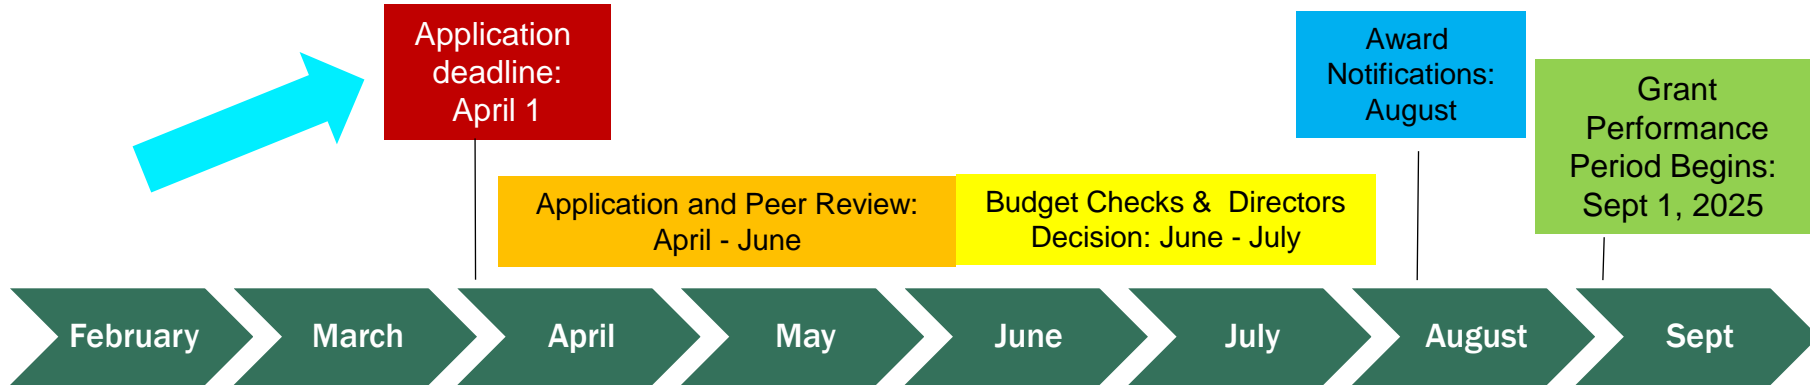 Application
deadline:
April 1
Award
Notifications:
August
Grant
Performance
Period Begins:
Sept 1, 2025
Application and Peer Review:
April - June
Budget Checks & Directors
Decision: June - July
February
March
April
May
June
July
August
Sept